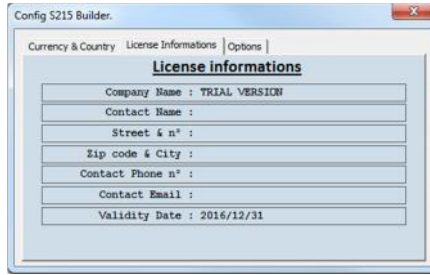 Config S215 Builder.
Currency & Country License Informations Options
License informations
Company Name : TRIAL VERSION
Contact Name :
Street & n° :
Zip code & City :
Contact Phone n° :
Contact Email :
Validity Date : 2016/12/31